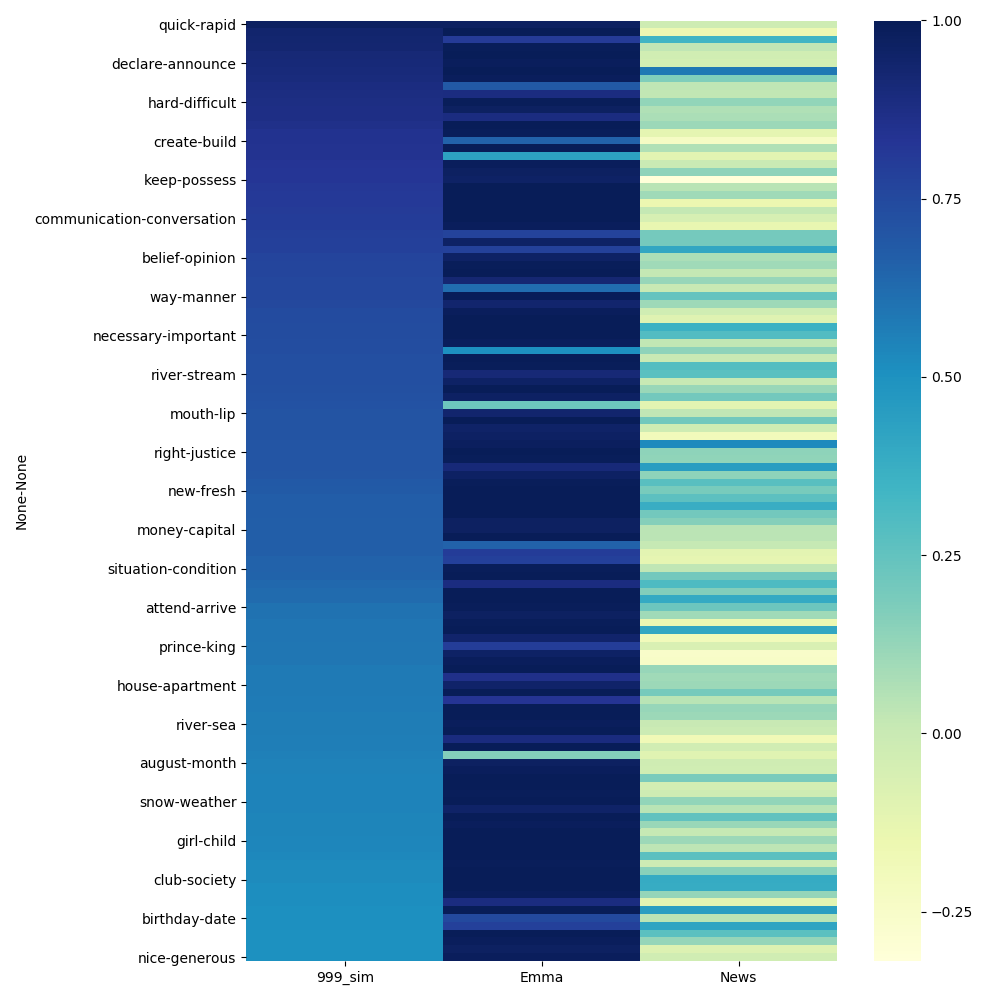 quick-rapid
declare-announce
hard-difficult
create-build
keep-possess
communication-conversation
belief-opinion
way-manner
necessary-important
river-stream
mouth-lip
right-justice
new-fresh
money-capital
situation-condition
attend-arrive
prince-king
house-apartment
river-sea
august-month
snow-weather
girl-child
club-society
birthday-date
nice-generous
None-None
999_sim
Emma
News
1.00
0.75
0.50
0.25
0.00
−0.25